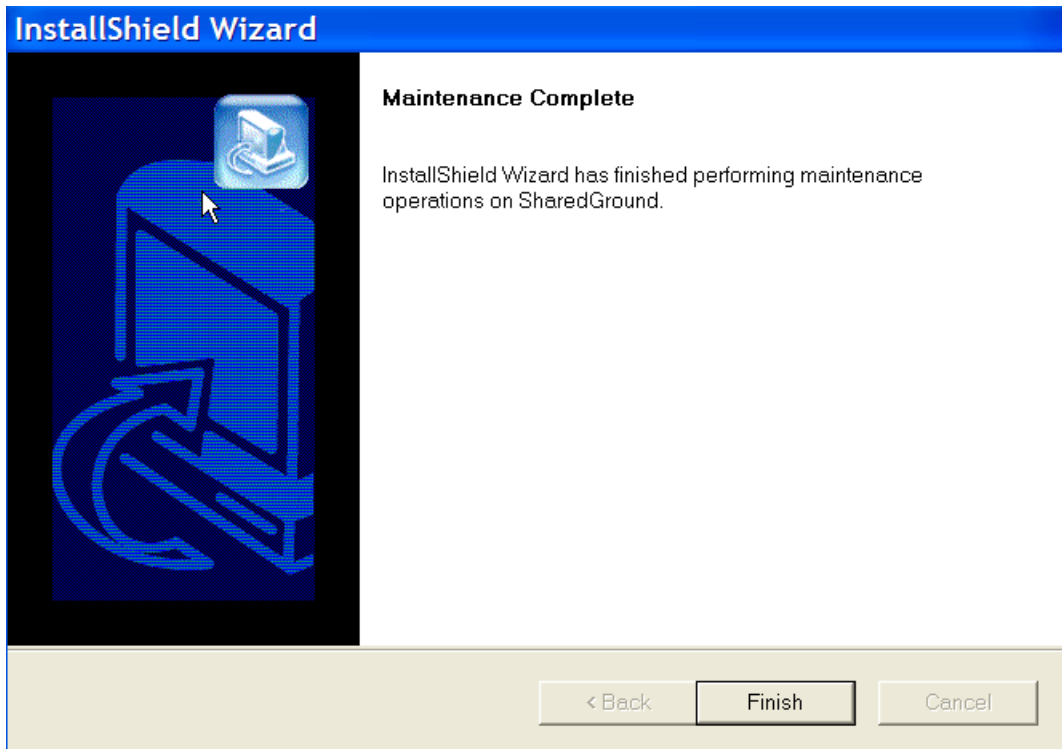 InstallShield Wizard
Maintenance Complete
InstallShield Wizard has finished performing maintenance
operations on SharedGround.
< Back
Finish
Cancel